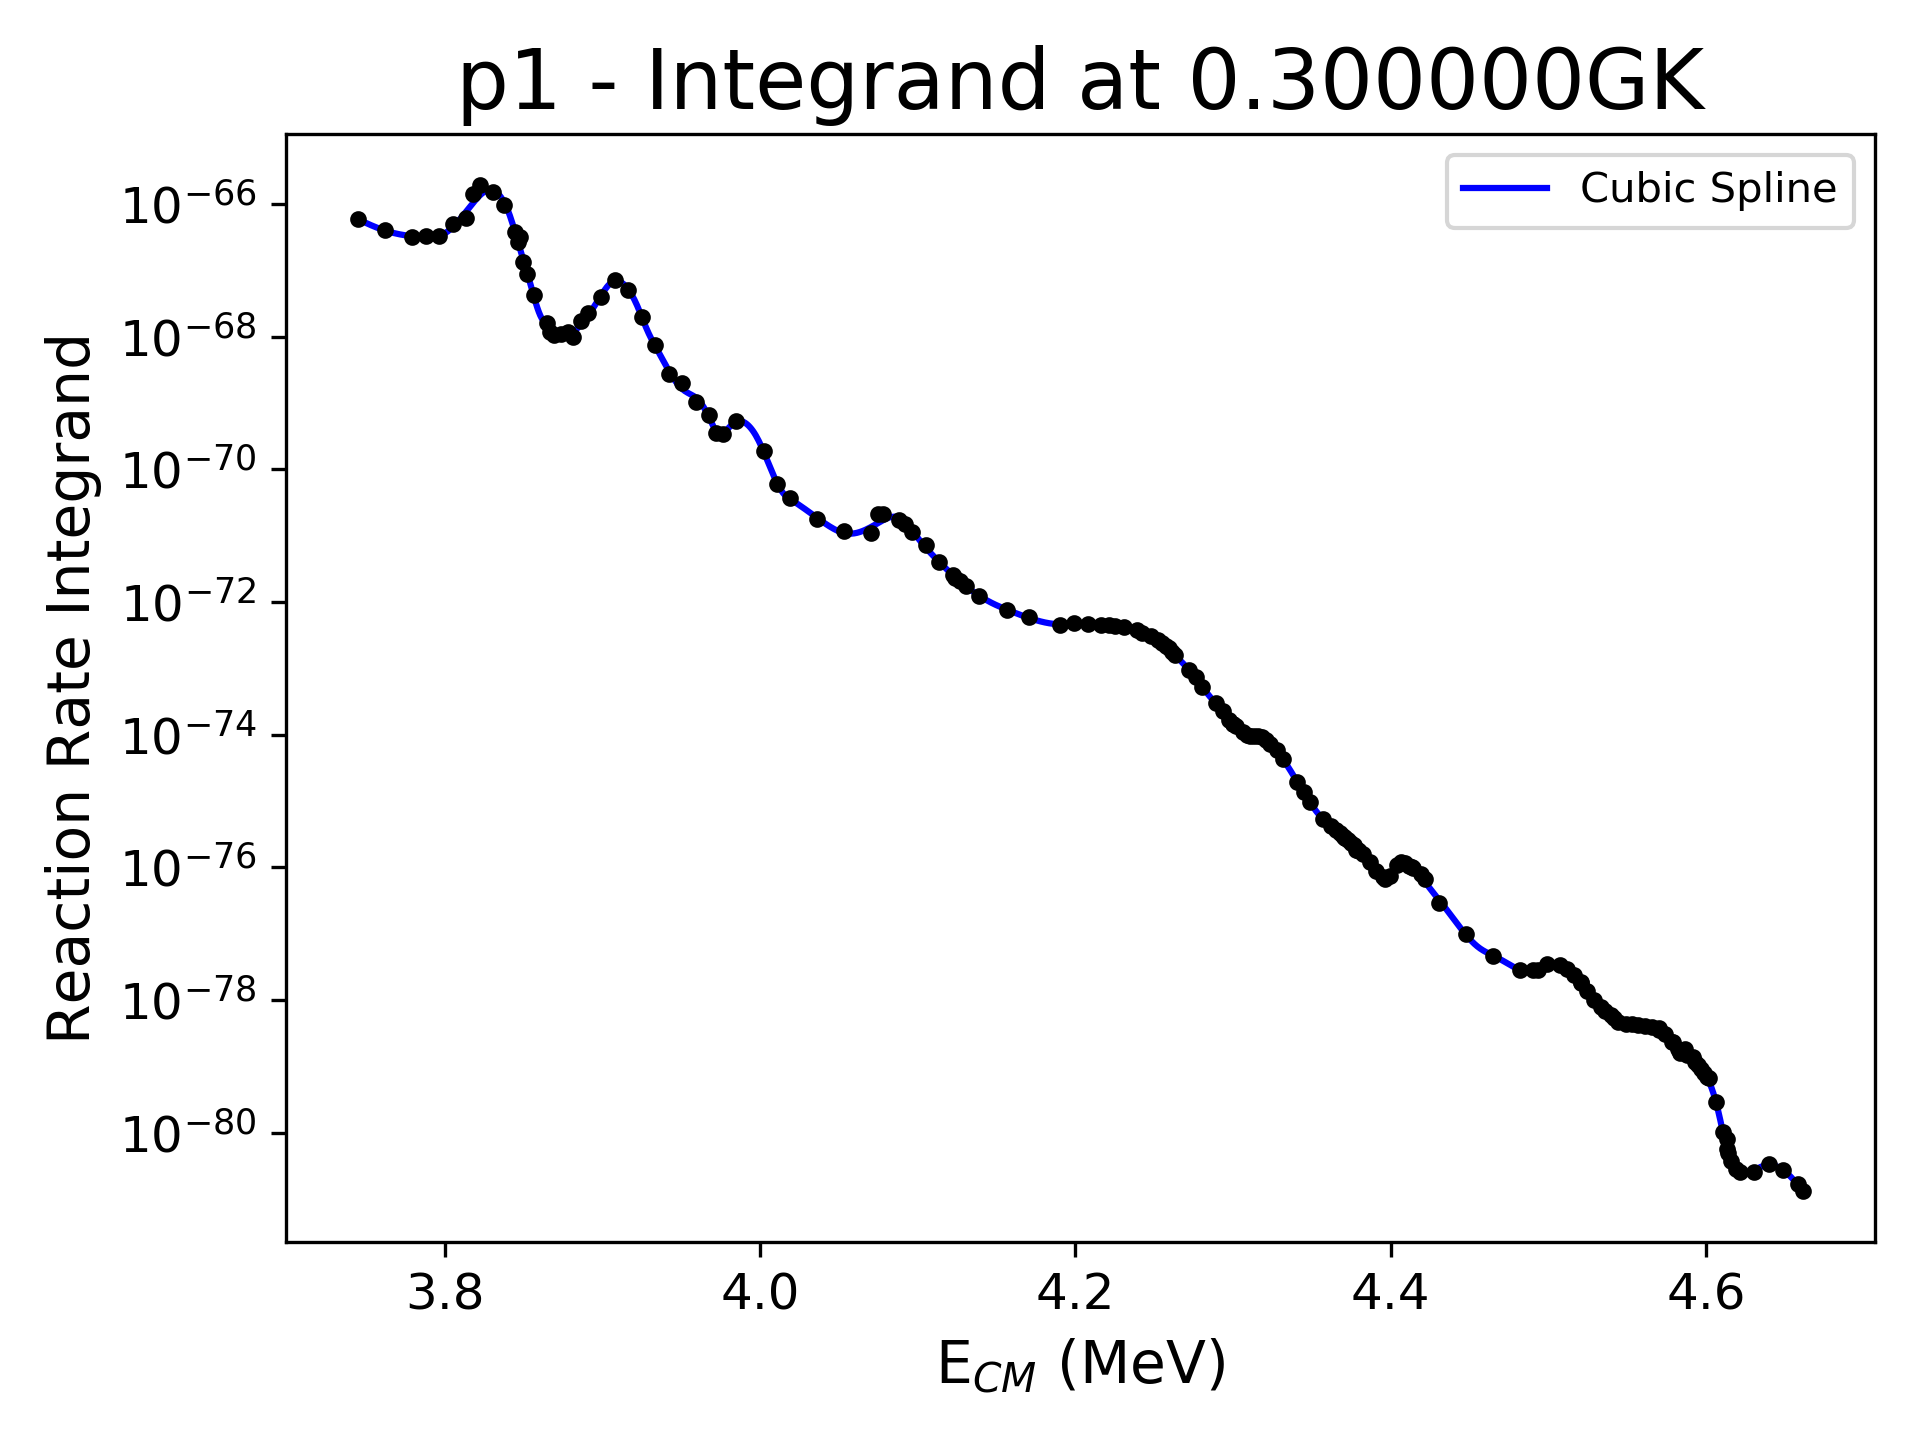 p1 - Integrand at 0.300000GK
Cubic Spline
Reaction Rate Integrand
10⁻⁶⁶
10⁻⁶⁸
10⁻⁷⁰
10⁻⁷²
10⁻⁷⁴
10⁻⁷⁶
10⁻⁷⁸
10⁻⁸⁰
3.8 4.0 4.2 4.4 4.6
E_CM (MeV)